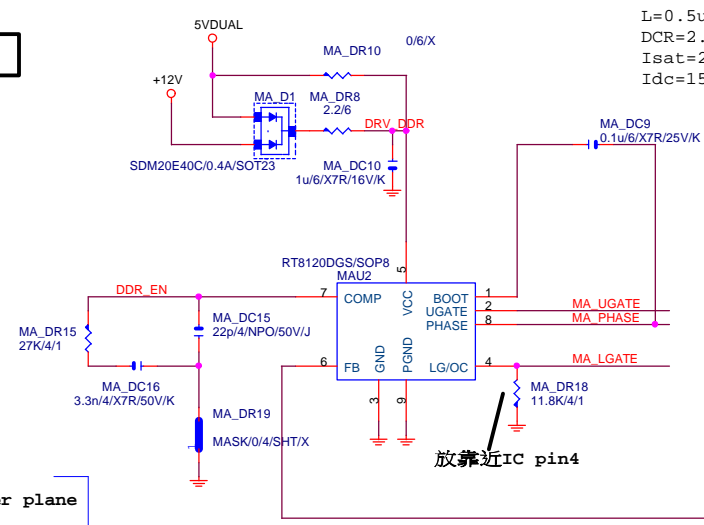 5VDUAL
L=0.5u
DCR=2.
Isat=2
Idc=15
MA_DR10
0/6/X
+12V
MA_D1
MA_DR8
2.2/6
DRV_DDR
MA_DC9
0.1u/6/X7R/25V/K
SDM20E40C/0.4A/SOT23
MA_DC10
1u/6/X7R/16V/K
RT8120DGS/SOP8
MAU2
5
DDR_EN
7
COMP
VCC
BOOT
1
UGATE
2
MA_UGATE
PHASE
8
MA_PHASE
MA_DR15
27K/4/1
MA_DC15
22p/4/NPO/50V/J
6
FB
GND
PGND
LG/OC
4
MA_LGATE
MA_DC16
3.3n/4/X7R/50V/K
3
9
MA_DR18
11.8K/4/1
MA_DR19
1
MASK/0/4/SHT/X
放靠近IC pin4
er plane